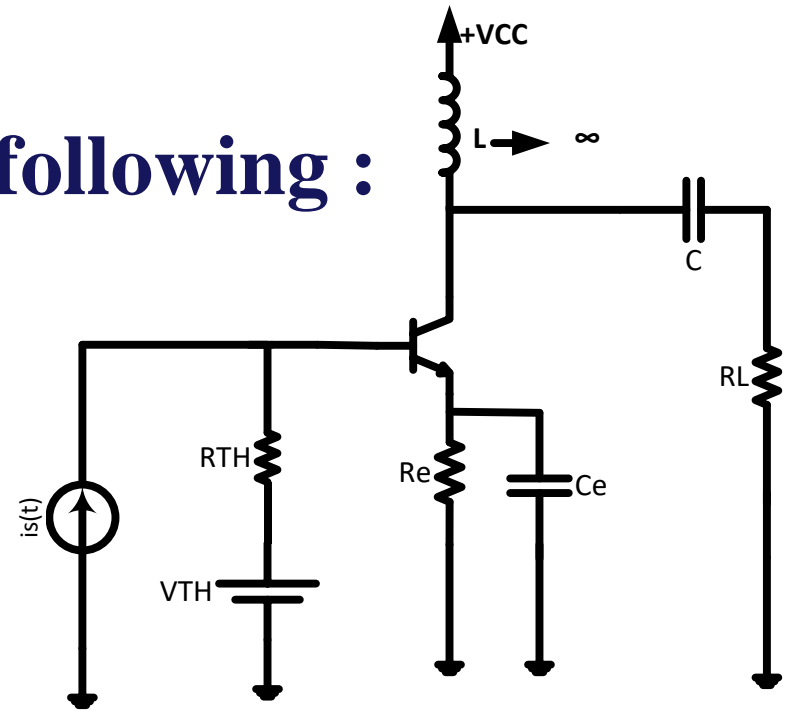 +VCC
L ∞
following :
C
RL
RTH
Re
Ce
is(t)
VTH